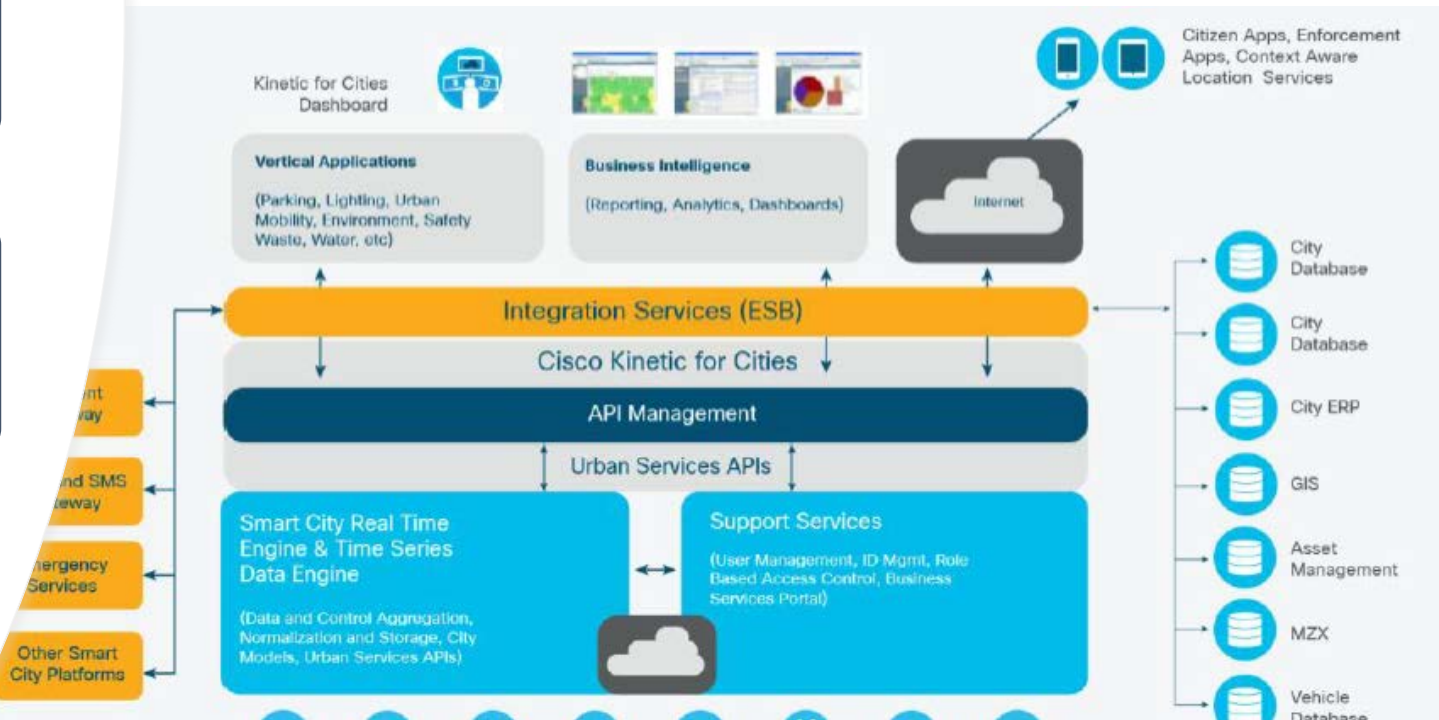 Citizen Apps, Enforcement
Apps, Context Aware
Location Services
Kinetic for Cities
Dashboard
Vertical Applications
(Parking, Lighting, Urban
Mobility, Environment, Safety
Waste, Water, etc)
Business Intelligence
(Reporting, Analytics, Dashboards)
Internet
Integration Services (ESB)
Cisco Kinetic for Cities
API Management
Urban Services APIs
Smart City Real Time
Engine & Time Series
Data Engine
(Data and Control Aggregation,
Normalization and Storage, City
Models, Urban Services APIs)
Support Services
(User Management, ID Mgmt, Role
Based Access Control, Business
Services Portal)
SMS
Services
Other Smart
City Platforms
City
Database
City
Database
City ERP
GIS
Asset
Management
MZX
Vehicle
Database